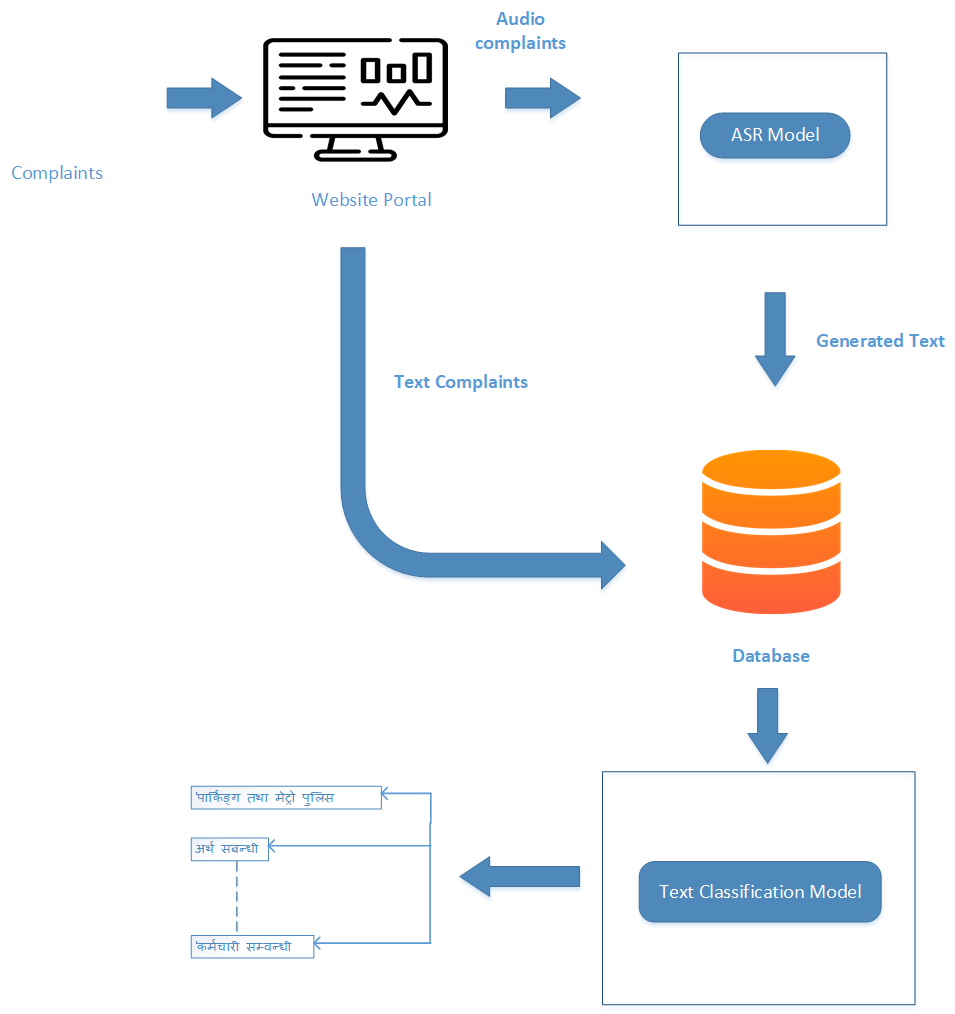 Audio
complaints
ASR Model
Complaints
Website Portal
Generated Text
Text Complaints
Database
'पार्किङ्ग तथा मेट्रो पुलिस
अर्थ सबन्धी
Text Classification Model
'कर्मचारी सम्वन्धी